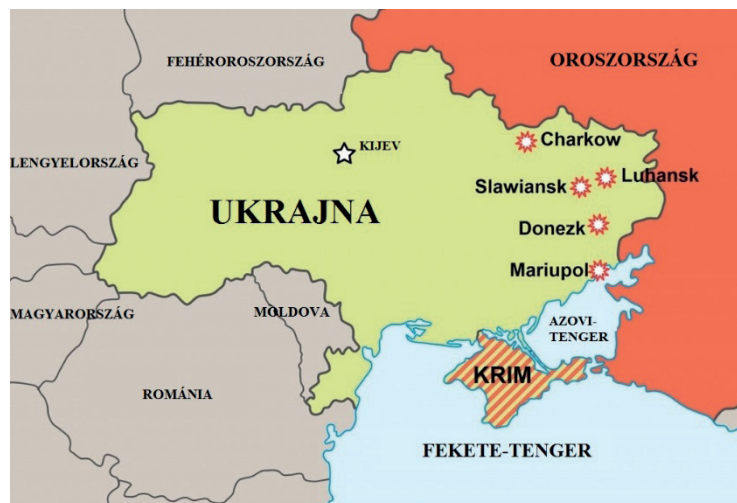 FEHÉROROSZORSZÁG
OROSZORSZÁG
Charkow
KIJEV
LENGYELORSZÁG
Luhansk
Slawiansk
UKRAJNA
Donezk
Mariupol
MAGYARORSZÁG
MOLDOVA
AZOVI-
TENGER
KRIM
ROMÁNIA
FEKETE-TENGER